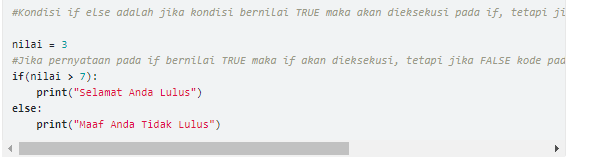 #Kondisi if else adalah jika kondisi bernilai TRUE maka akan dieksekusi pada if, tetapi
nilai = 3
#Jika pernyataan pada if bernilai TRUE maka if akan dieksekusi, tetapi jika FALSE kode
if(nilai > 7):
    print("Selamat Anda Lulus")
else:
    print("Maaf Anda Tidak Lulus")